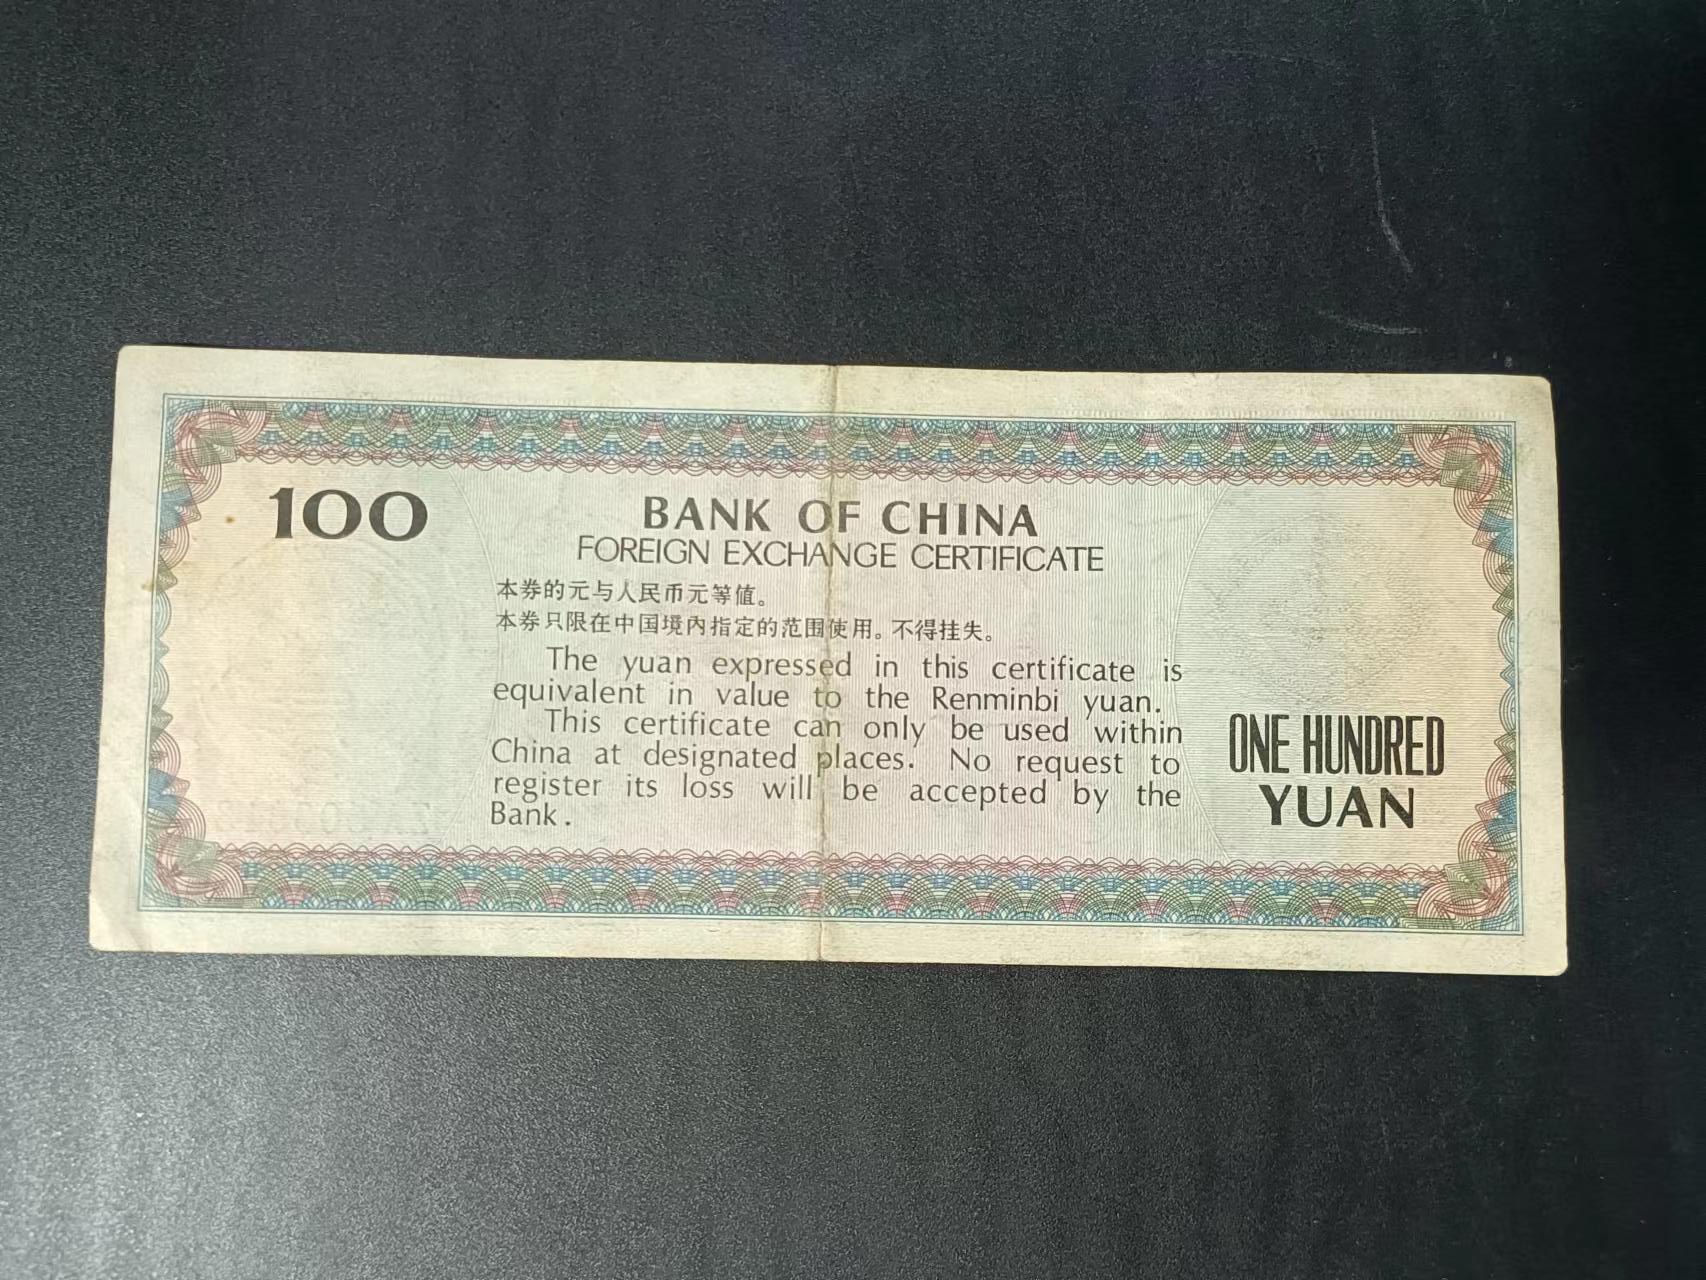 100
BANK OF CHINA
FOREIGN EXCHANGE CERTIFICATE
本券的元与人民币元等值。
本券只限在中国境内指定的范围使用。不得挂失。
The yuan expressed in this certificate is
equivalent in value to the Renminbi yuan.
This certificate can only be used within
China at designated places. No request to
register its loss will be accepted by the
Bank.
ONE HUNDRED
YUAN